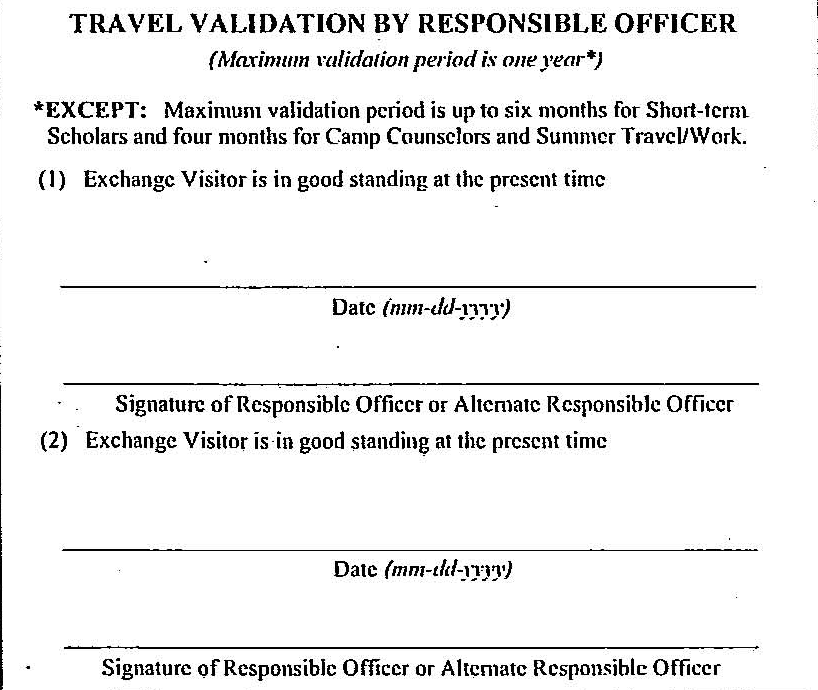 TRAVEL VALIDATION BY RESPONSIBLE OFFICER
(Maximum validation period is one year*)
*EXCEPT: Maximum validation period is up to six months for Short-term
Scholars and four months for Camp Counselors and Summer Travel/Work.
(1) Exchange Visitor is in good standing at the present time
Date (mm-dd-yyyy)
Signature of Responsible Officer or Alternate Responsible Officer
(2) Exchange Visitor is in good standing at the present time
Date (mm-dd-yyyy)
Signature of Responsible Officer or Alternate Responsible Officer